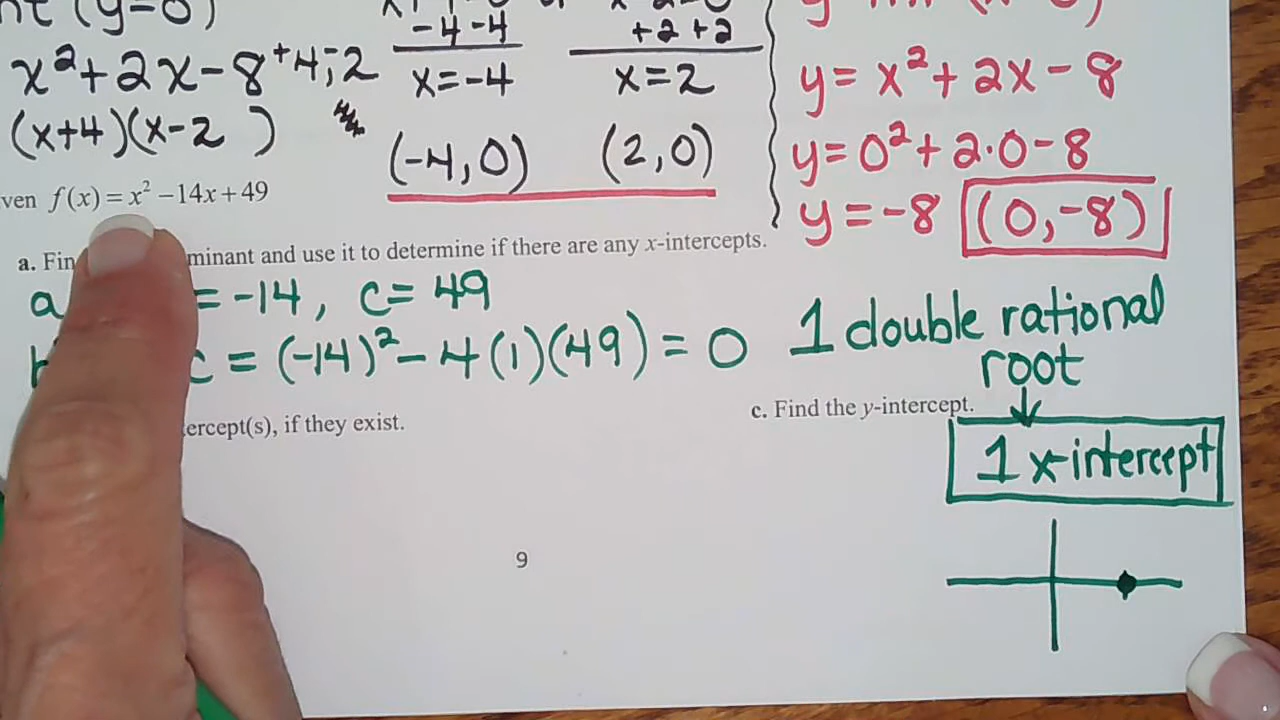 (y=0)
x²+2x-8 +4,-2
(x+4)(x-2 )
-4 -4
x=-4
(-4,0)
+2 +2
x=2
(2,0)
y= x²+ 2x - 8
y= 0²+ 2·0-8
y = -8 (0,-8)
ven f(x) = x² − 14x + 49
a. Fin minant and use it to determine if there are any x-intercepts.
a = -14, c= 49
c = (-14)² - 4(1)(49) = 0
1 double rational
root
↓
1 x-intercept
ercept(s), if they exist.
c. Find the y-intercept.
9